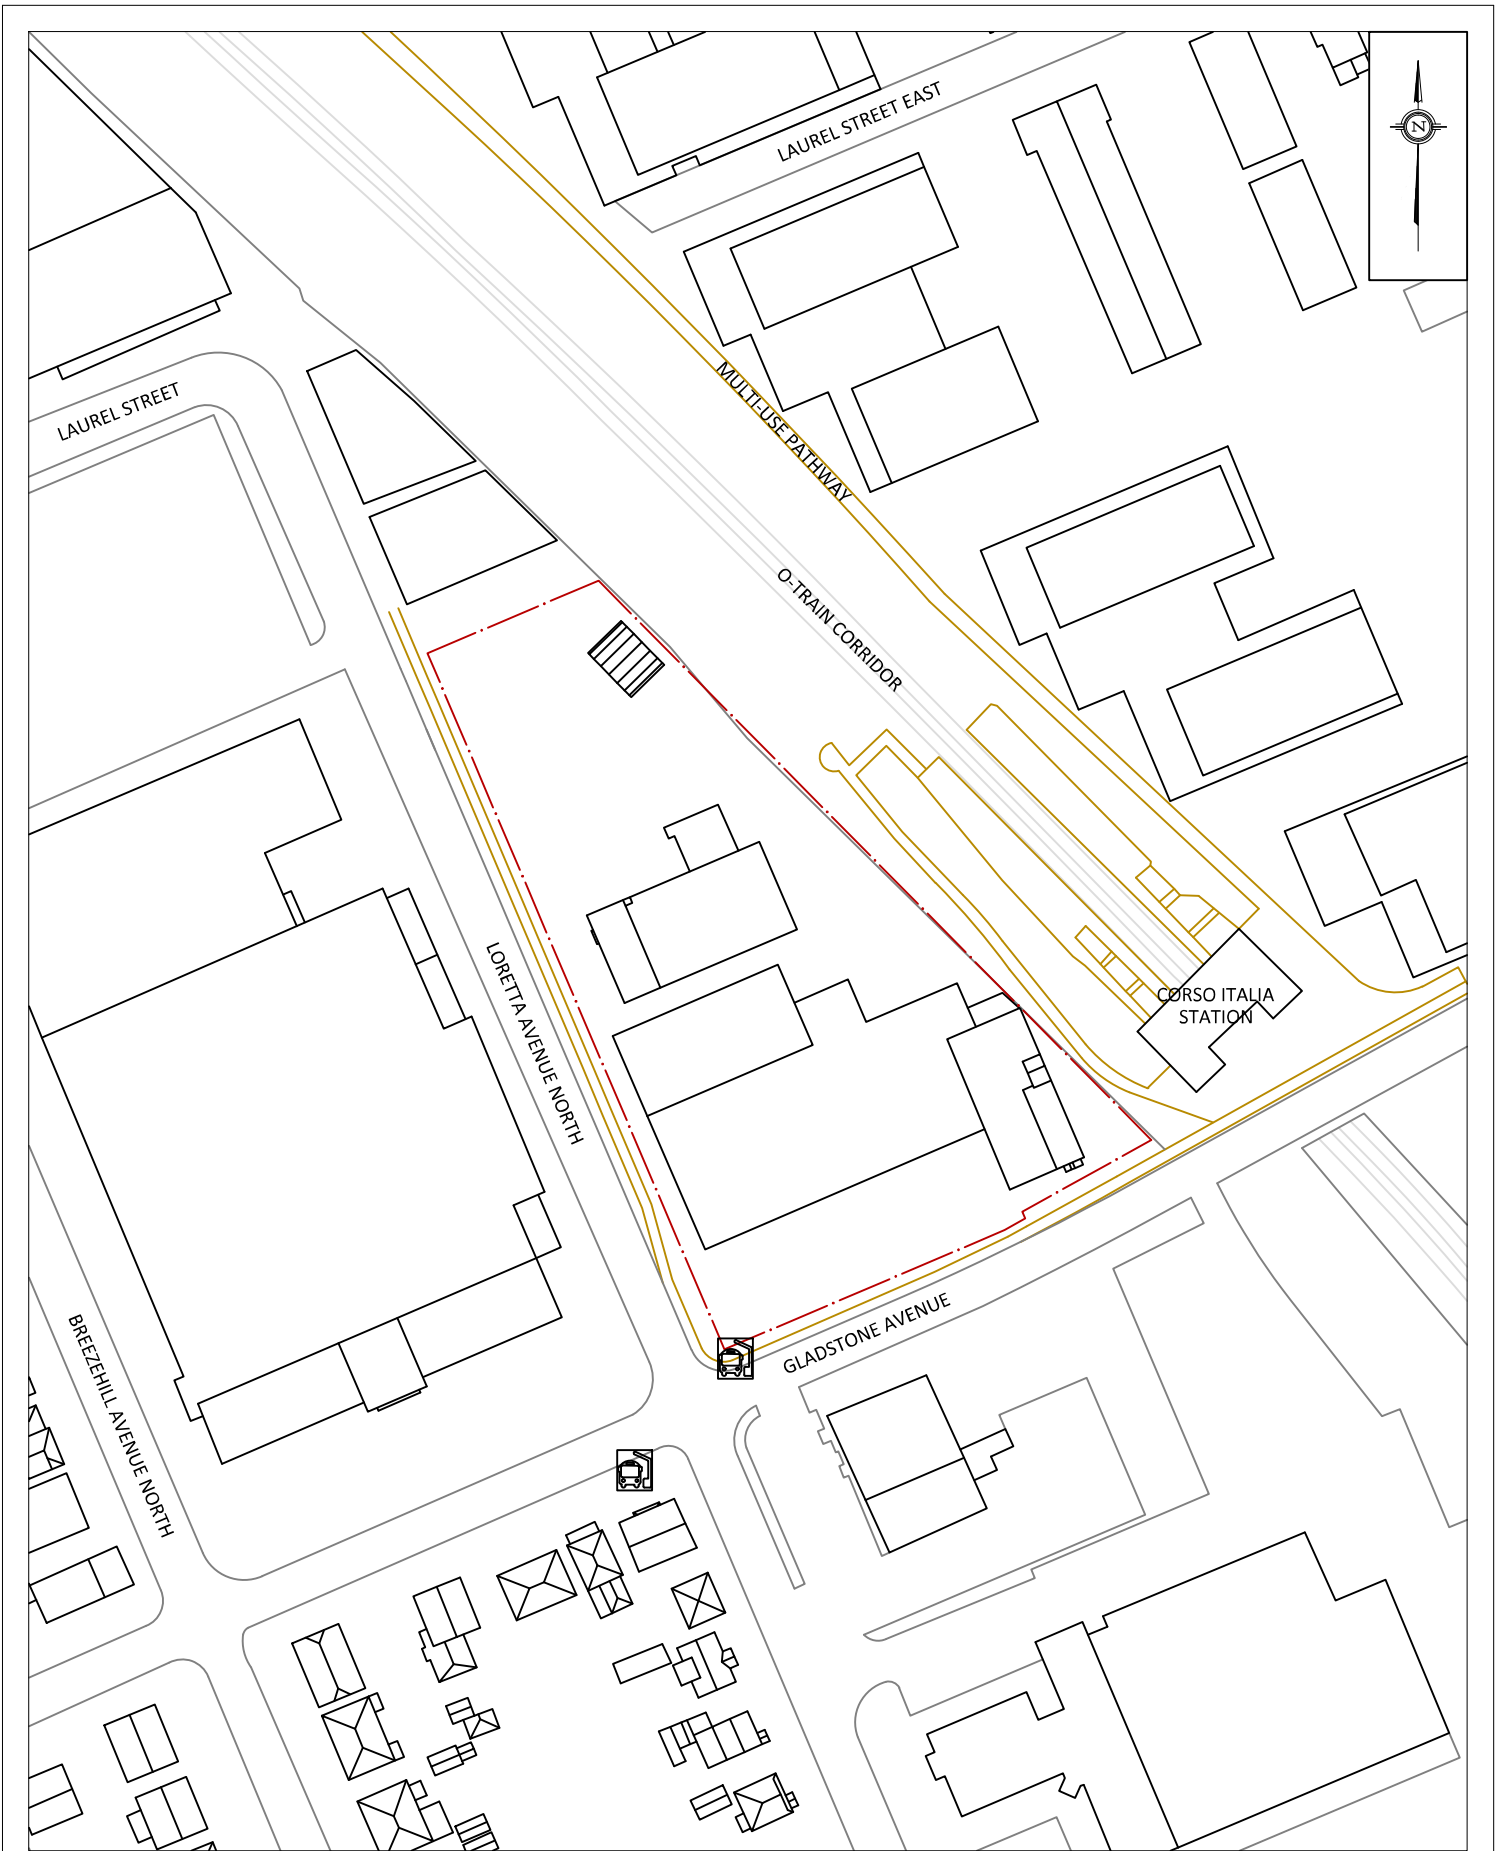 LAUREL STREET EAST
N
LAUREL STREET
MULTI-USE PATHWAY
O-TRAIN CORRIDOR
LORETTA AVENUE NORTH
CORSO ITALIA
STATION
GLADSTONE AVENUE
BREEZEHILL AVENUE NORTH